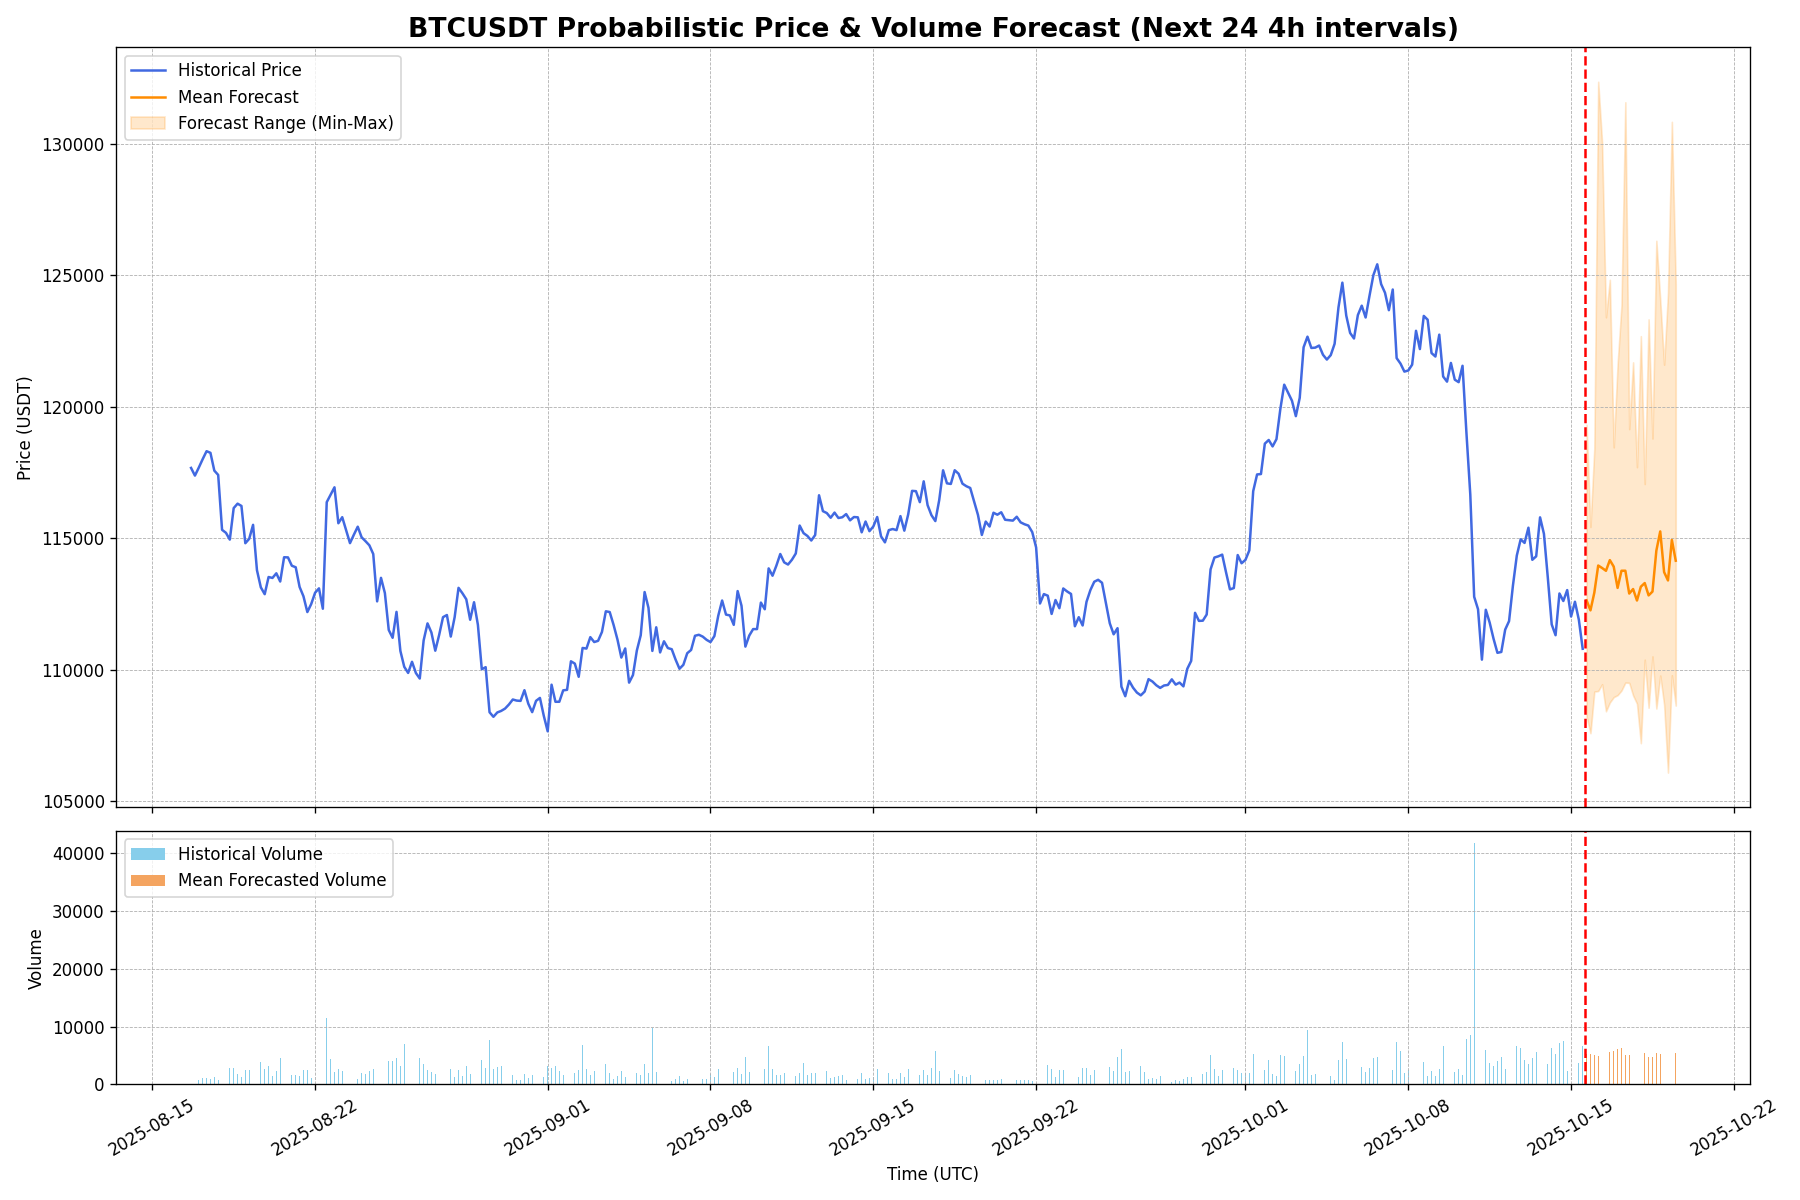 BTCUSDT Probabilistic Price & Volume Forecast (Next 24 4h intervals)
Historical Price
Mean Forecast
Forecast Range (Min-Max)
Price (USDT)
130000
125000
120000
115000
110000
105000
Historical Volume
Mean Forecasted Volume
Volume
40000
30000
20000
10000
0
2025-08-15
2025-08-22
2025-09-01
2025-09-08
2025-09-15
2025-09-22
2025-10-01
2025-10-08
2025-10-15
2025-10-22
Time (UTC)